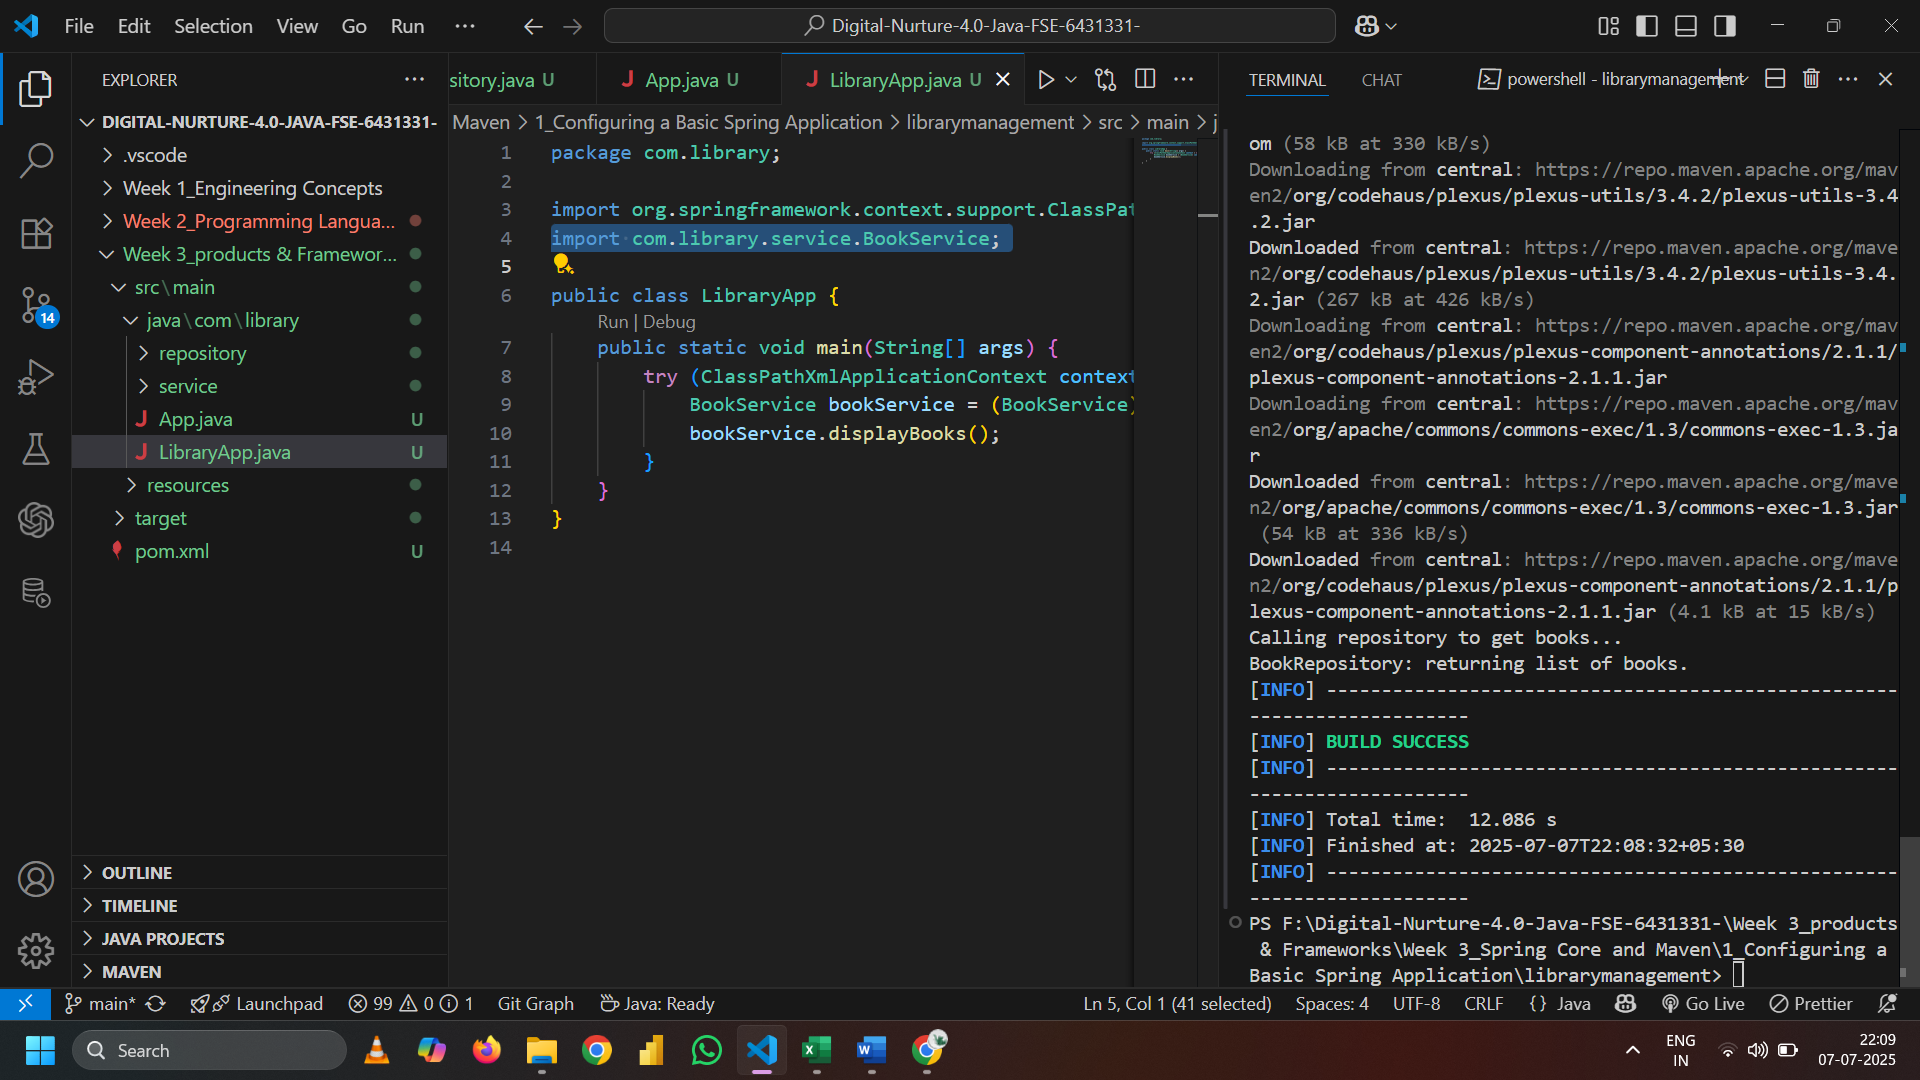 File Edit Selection View Go Run ···
Digital-Nurture-4.0-Java-FSE-6431331-
EXPLORER
DIGITAL-NURTURE-4.0-JAVA-FSE-6431331-
.vscode
Week 1_Engineering Concepts
Week 2_Programming Langua...
Week 3_products & Framewor...
src\main
java\com\library
repository
service
App.java U
LibraryApp.java U
resources
target
pom.xml U
OUTLINE
TIMELINE
JAVA PROJECTS
MAVEN
14
sitory.java U
App.java U
LibraryApp.java U
Maven > 1_Configuring a Basic Spring Application > librarymanagement > src > main > j
1 package com.library;
2
3 import org.springframework.context.support.ClassPat
4 import com.library.service.BookService;
5
6 public class LibraryApp {
Run | Debug
7 public static void main(String[] args) {
8 try (ClassPathXmlApplicationContext context
9 BookService bookService = (BookService)
10 bookService.displayBooks();
11 }
12 }
13 }
14
TERMINAL CHAT
powershell - librarymanagement
om (58 kB at 330 kB/s)
Downloading from central: https://repo.maven.apache.org/mav
en2/org/codehaus/plexus/plexus-utils/3.4.2/plexus-utils-3.4
.2.jar
Downloaded from central: https://repo.maven.apache.org/mave
n2/org/codehaus/plexus/plexus-utils/3.4.2/plexus-utils-3.4.
2.jar (267 kB at 426 kB/s)
Downloading from central: https://repo.maven.apache.org/mav
en2/org/codehaus/plexus/plexus-component-annotations/2.1.1/
plexus-component-annotations-2.1.1.jar
Downloading from central: https://repo.maven.apache.org/mav
en2/org/apache/commons/commons-exec/1.3/commons-exec-1.3.ja
r
Downloaded from central: https://repo.maven.apache.org/mave
n2/org/apache/commons/commons-exec/1.3/commons-exec-1.3.jar
(54 kB at 336 kB/s)
Downloaded from central: https://repo.maven.apache.org/mave
n2/org/codehaus/plexus/plexus-component-annotations/2.1.1/p
lexus-component-annotations-2.1.1.jar (4.1 kB at 15 kB/s)
Calling repository to get books...
BookRepository: returning list of books.
[INFO] ----------------------------------------------------
--------------------
[INFO] BUILD SUCCESS
[INFO] ----------------------------------------------------
--------------------
[INFO] Total time:  12.086 s
[INFO] Finished at: 2025-07-07T22:08:32+05:30
[INFO] ----------------------------------------------------
--------------------
PS F:\Digital-Nurture-4.0-Java-FSE-6431331-\Week 3_products
& Frameworks\Week 3_Spring Core and Maven\1_Configuring a
Basic Spring Application\librarymanagement>
main* Launchpad 99 0 1 Git Graph Java: Ready
Ln 5, Col 1 (41 selected) Spaces: 4 UTF-8 CRLF {} Java Go Live Prettier
Search
ENG
IN
22:09
07-07-2025